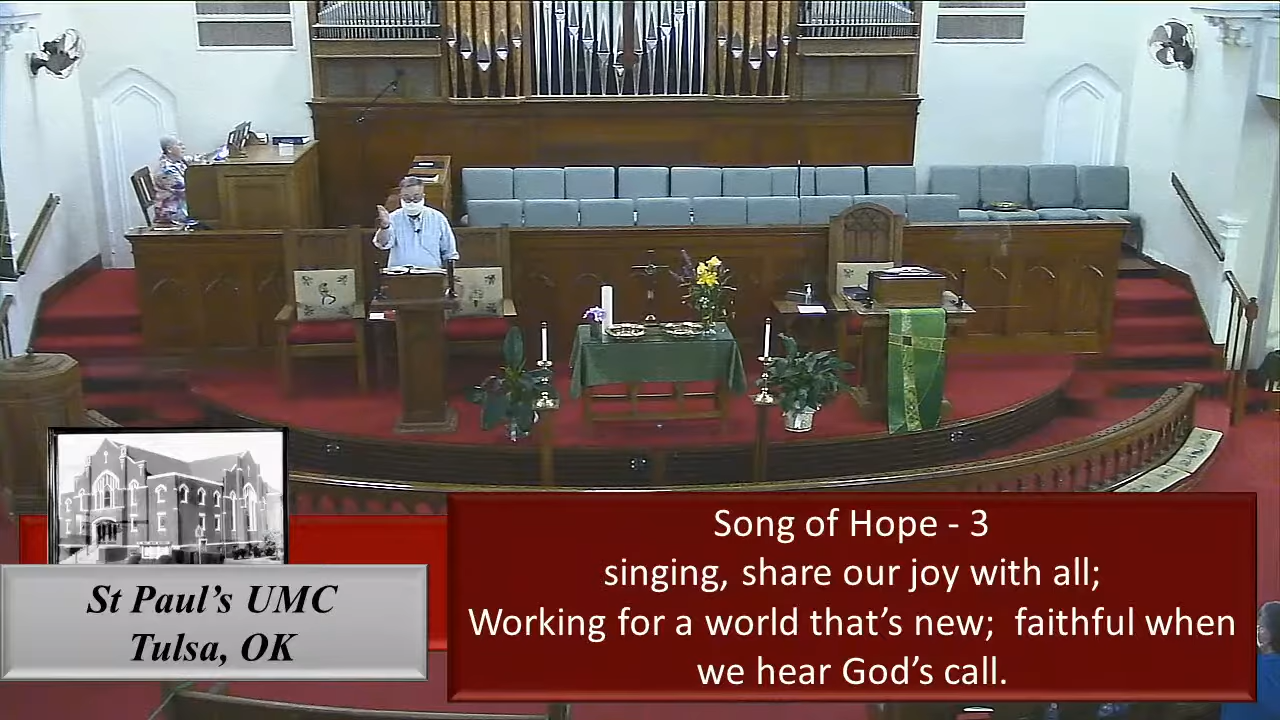 St Paul's UMC
Tulsa, OK
Song of Hope - 3
singing, share our joy with all;
Working for a world that's new;  faithful when
we hear God's call.